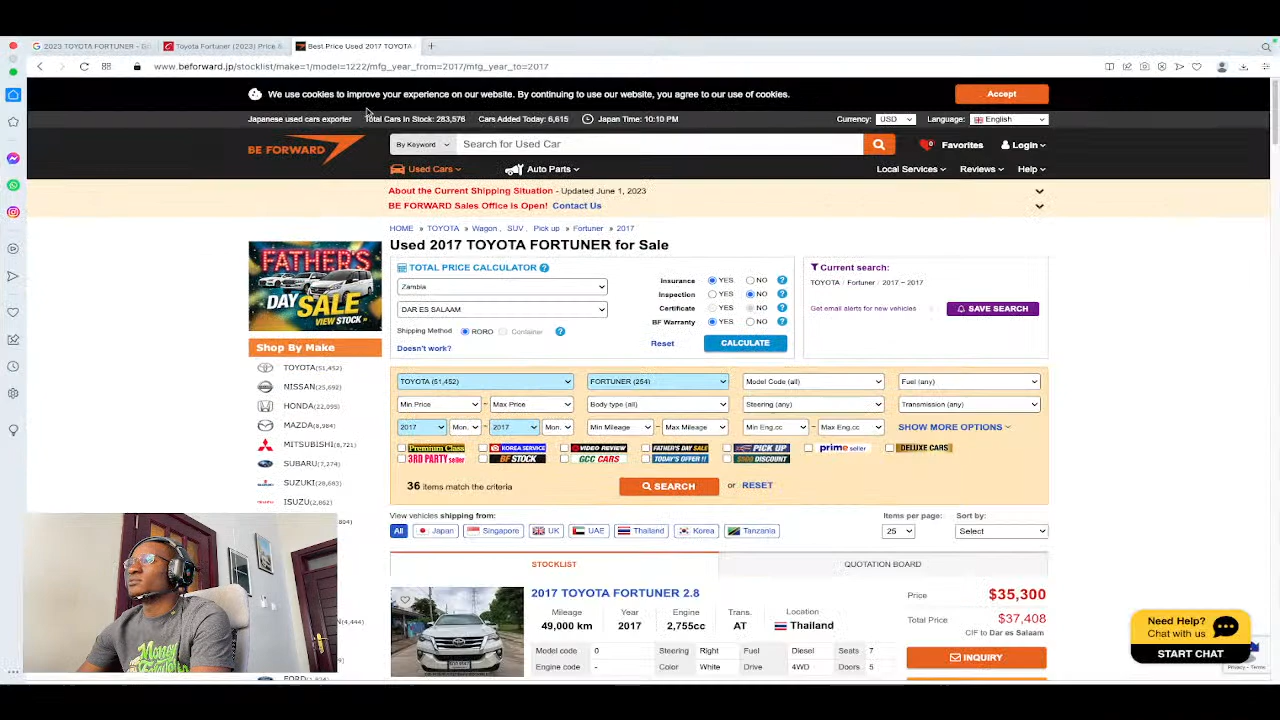 2023 TOYOTA FORTUNER - Go
Toyota Fortuner (2023) Price &
Best Price Used 2017 TOYOTA
www.beforward.jp/stocklist/make=1/model=1222/mfg_year_from=2017/mfg_year_to=2017
We use cookies to improve your experience on our website. By continuing to use our website, you agree to our use of cookies.
Accept
Japanese used cars exporter Total Cars In Stock: 283,576 Cars Added Today: 6,615 Japan Time: 10:10 PM Currency: USD Language: English
BE FORWARD
By Keyword Search for Used Car Favorites Login
Used Cars Auto Parts Local Services Reviews Help
About the Current Shipping Situation - Updated June 1, 2023
BE FORWARD Sales Office Is Open! Contact Us
HOME » TOYOTA » Wagon , SUV , Pick up » Fortuner » 2017
Used 2017 TOYOTA FORTUNER for Sale
FATHER'S DAY SALE
VIEW STOCK
TOTAL PRICE CALCULATOR ?
Zambia
DAR ES SALAAM
Shipping Method RORO Container ?
Doesn't work?
Insurance YES NO ?
Inspection YES NO ?
Certificate YES NO ?
BF Warranty YES NO ?
Reset CALCULATE
Current search:
TOYOTA / Fortuner / 2017 ~ 2017
Get email alerts for new vehicles SAVE SEARCH
Shop By Make
TOYOTA(51,452)
NISSAN(25,692)
HONDA(22,095)
MAZDA(8,984)
MITSUBISHI(8,721)
SUBARU(7,274)
SUZUKI(20,683)
ISUZU(2,862)
TOYOTA (51,452) FORTUNER (254) Model Code (all) Fuel (any)
Min Price ~ Max Price Body type (all) Steering (any) Transmission (any)
2017 Mon. ~ 2017 Mon. Min Mileage ~ Max Mileage Min Eng.cc ~ Max Eng.cc SHOW MORE OPTIONS
Premium Class KOREA SERVICE VIDEO REVIEW FATHER'S DAY SALE PICK UP prime seller DELUXE CARS
3RD PARTY seller BF STOCK GCC CARS TODAY'S OFFER!! $500 DISCOUNT
36 items match the criteria SEARCH or RESET
View vehicles shipping from:
All Japan Singapore UK UAE Thailand Korea Tanzania
Items per page: 25
Sort by: Select
STOCKLIST QUOTATION BOARD
2017 TOYOTA FORTUNER 2.8
Mileage Year Engine Trans. Location
49,000 km 2017 2,755cc AT Thailand
Model code 0 Steering Right Fuel Diesel Seats 7
Engine code - Color White Drive 4WD Doors 5
Price $35,300
Total Price $37,408
CIF to Dar es Salaam
INQUIRY
Need Help?
Chat with us
START CHAT
Privacy - Terms
Money